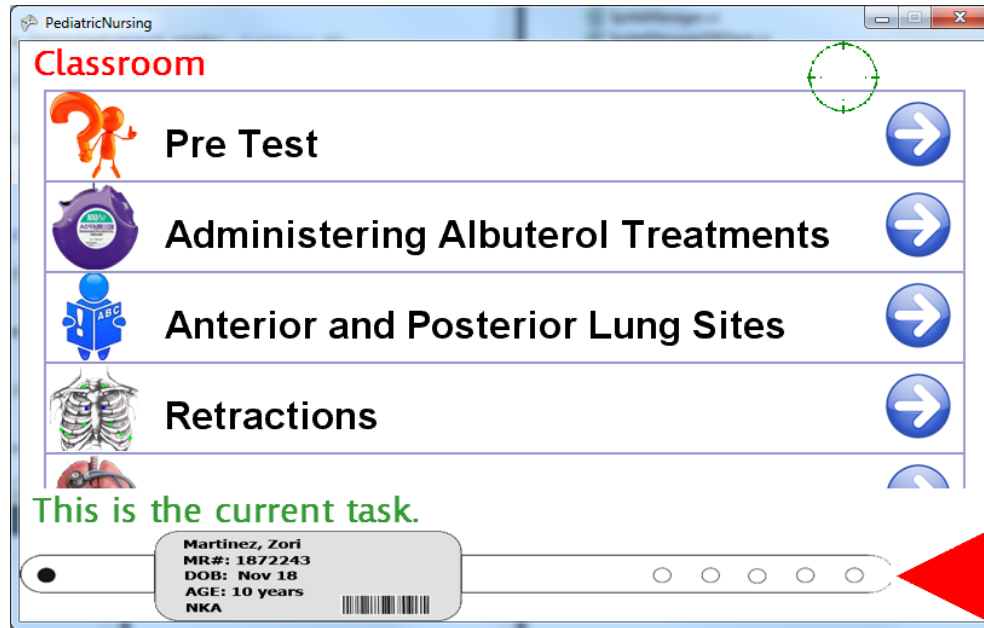 PediatricNursing
Classroom
Pre Test
Administering Albuterol Treatments
ABC
Anterior and Posterior Lung Sites
Retractions
This is the current task.
Martinez, Zori
MR#: 1872243
DOB: Nov 18
AGE: 10 years
NKA